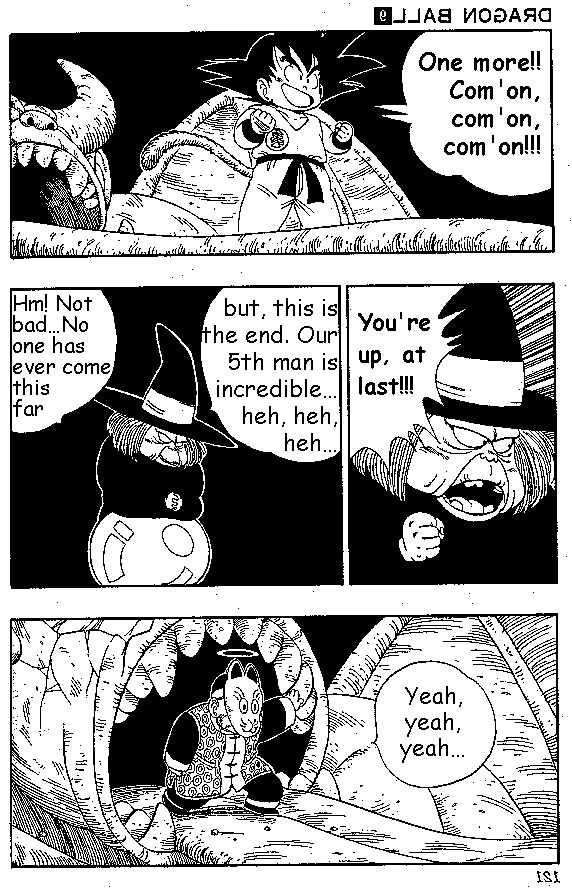 DRAGON BALL 9
One more!!
Com'on,
com'on,
com'on!!!
Hm! Not
bad...No
one has
ever come
this
far
but, this is
the end. Our
5th man is
incredible...
heh, heh,
heh...
You're
up, at
last!!!
Yeah,
yeah,
yeah...
121